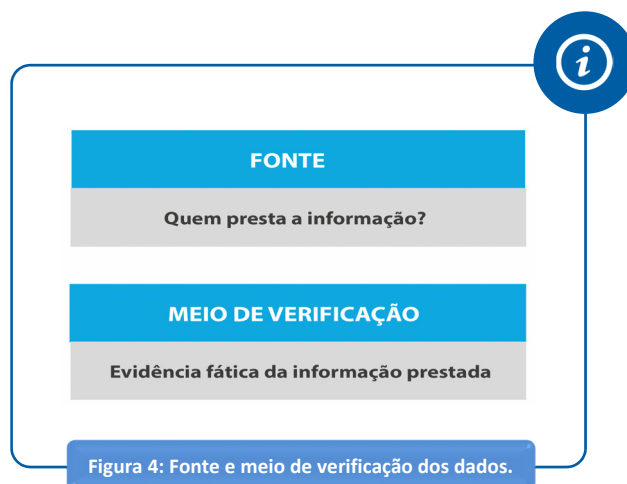 i
FONTE
Quem presta a informação?
MEIO DE VERIFICAÇÃO
Evidência fática da informação prestada
Figura 4: Fonte e meio de verificação dos dados.